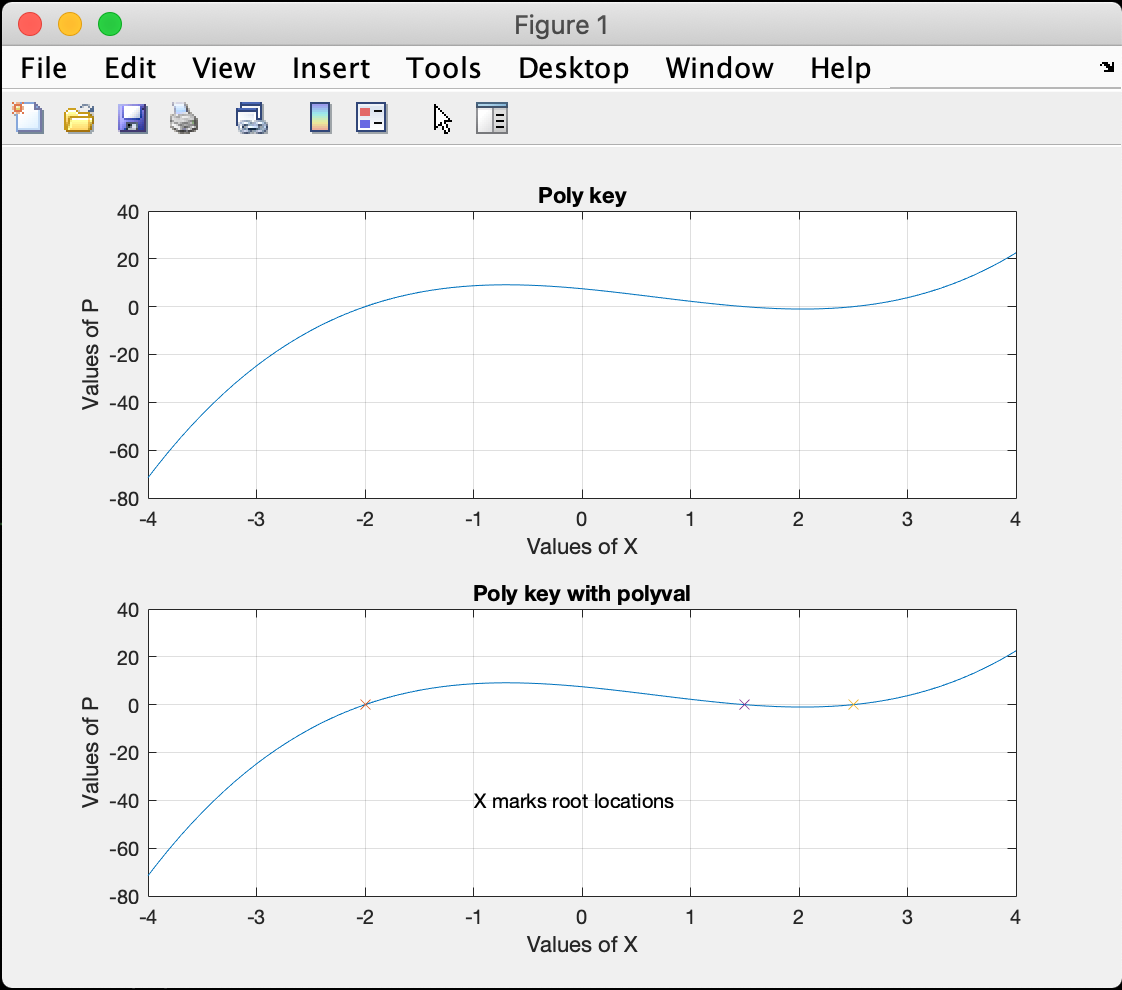 Figure 1
File Edit View Insert Tools Desktop Window Help
Poly key
40
20
0
-20
-40
-60
-80
Values of P
-4 -3 -2 -1 0 1 2 3 4
Values of X
Poly key with polyval
40
20
0
-20
-40
-60
-80
Values of P
X marks root locations
-4 -3 -2 -1 0 1 2 3 4
Values of X